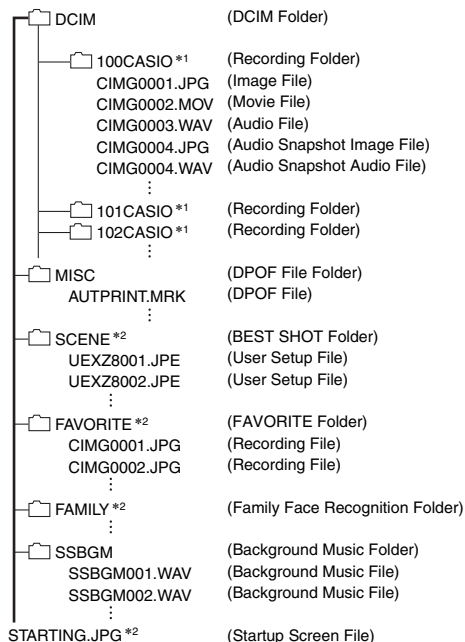 DCIM (DCIM Folder)
100CASIO *1 (Recording Folder)
CIMG0001.JPG (Image File)
CIMG0002.MOV (Movie File)
CIMG0003.WAV (Audio File)
CIMG0004.JPG (Audio Snapshot Image File)
CIMG0004.WAV (Audio Snapshot Audio File)
101CASIO *1 (Recording Folder)
102CASIO *1 (Recording Folder)
MISC (DPOF File Folder)
AUTPRINT.MRK (DPOF File)
SCENE *2 (BEST SHOT Folder)
UEXZ8001.JPE (User Setup File)
UEXZ8002.JPE (User Setup File)
FAVORITE *2 (FAVORITE Folder)
CIMG0001.JPG (Recording File)
CIMG0002.JPG (Recording File)
FAMILY *2 (Family Face Recognition Folder)
SSBGM (Background Music Folder)
SSBGM001.WAV (Background Music File)
SSBGM002.WAV (Background Music File)
STARTING.JPG *2 (Startup Screen File)